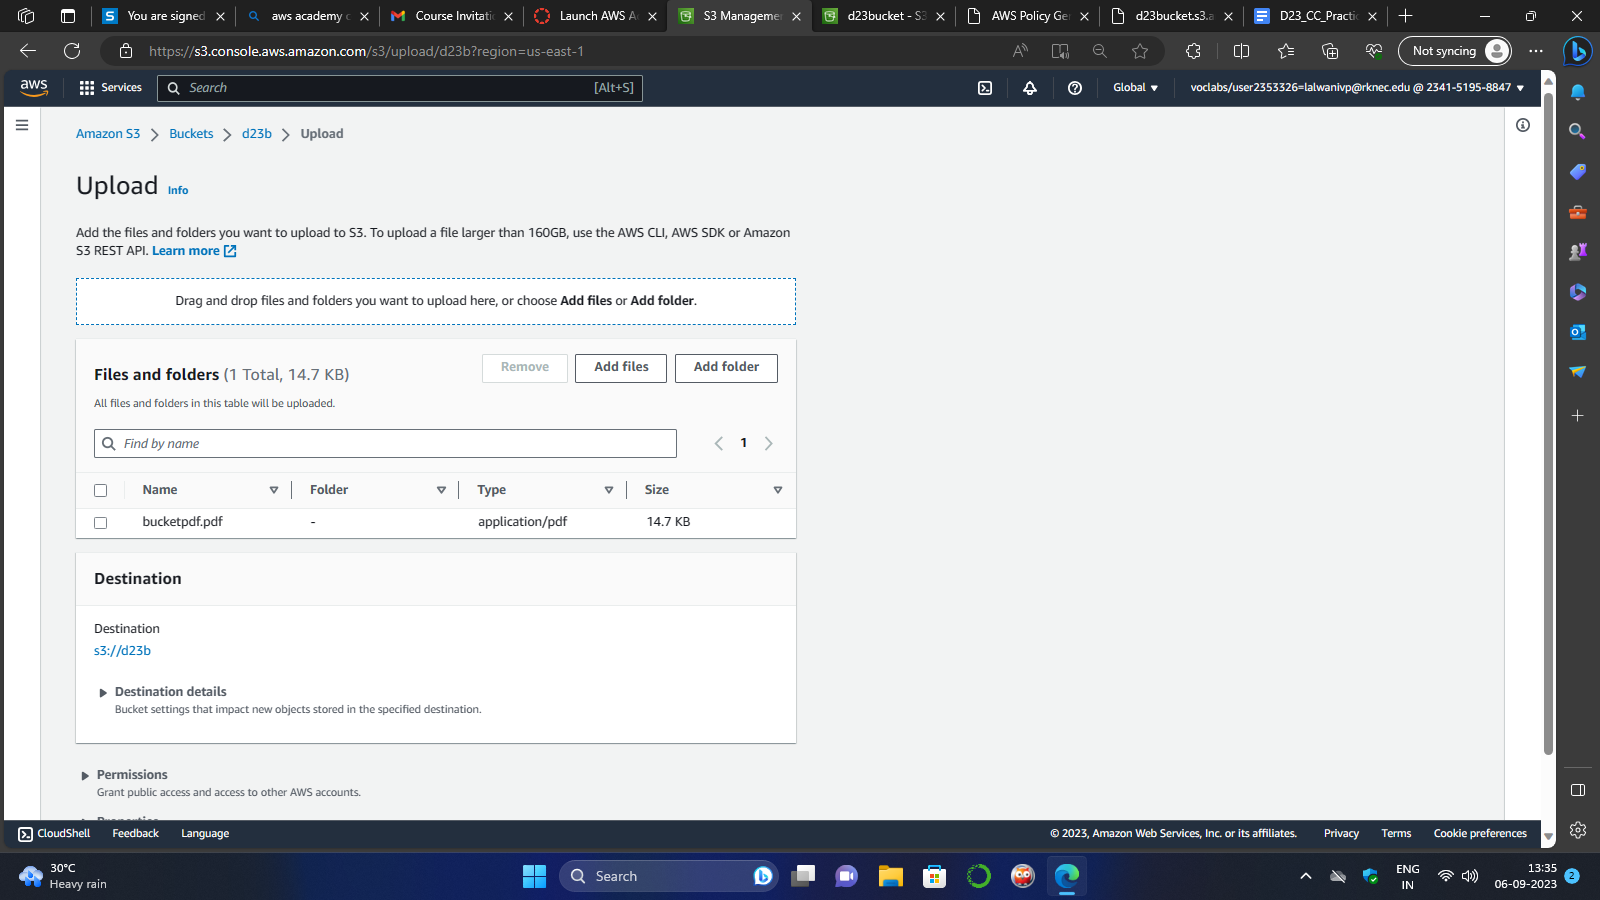 You are signed
aws academy c
Course Invitatio
Launch AWS Ac
S3 Managemen
d23bucket - S3
AWS Policy Gen
d23bucket.s3.a
D23_CC_Practic
https://s3.console.aws.amazon.com/s3/upload/d23b?region=us-east-1
Not syncing
aws
Services
Search
[Alt+S]
Global
voclabs/user2353326=lalwanivp@rknec.edu @ 2341-5195-8847
Amazon S3
Buckets
d23b
Upload
Upload Info
Add the files and folders you want to upload to S3. To upload a file larger than 160GB, use the AWS CLI, AWS SDK or Amazon
S3 REST API. Learn more
Drag and drop files and folders you want to upload here, or choose Add files or Add folder.
Files and folders (1 Total, 14.7 KB)
Remove
Add files
Add folder
All files and folders in this table will be uploaded.
Find by name
1
Name
Folder
Type
Size
bucketpdf.pdf
-
application/pdf
14.7 KB
Destination
Destination
s3://d23b
Destination details
Bucket settings that impact new objects stored in the specified destination.
Permissions
Grant public access and access to other AWS accounts.
Properties
CloudShell
Feedback
Language
© 2023, Amazon Web Services, Inc. or its affiliates.
Privacy
Terms
Cookie preferences
30°C
Heavy rain
Search
ENG
IN
13:35
06-09-2023
2